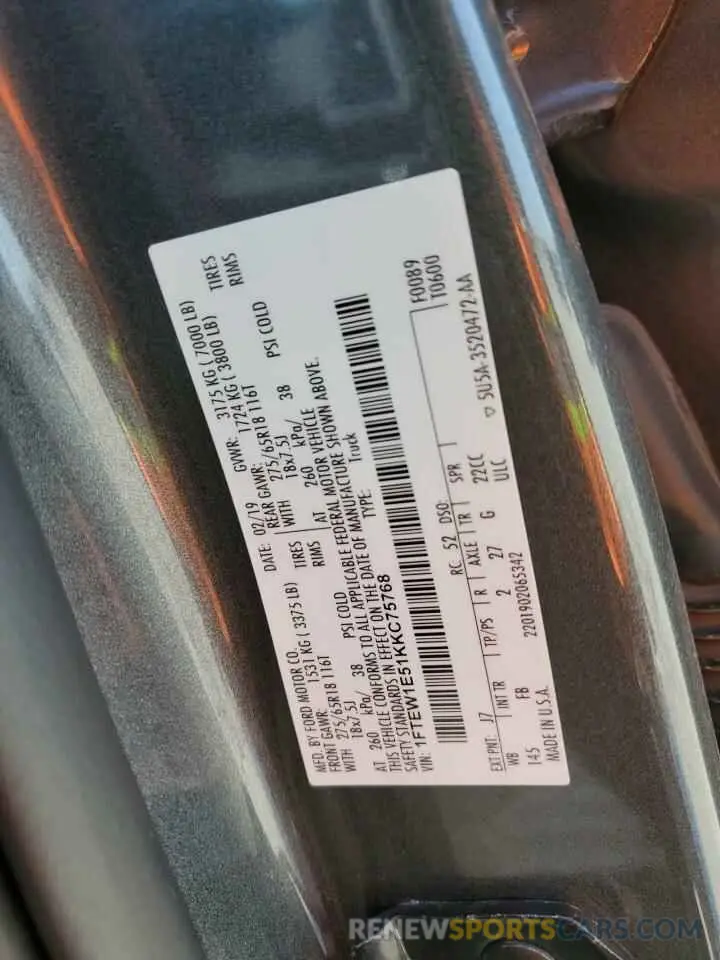 MFD. BY FORD MOTOR CO.
DATE: 02/19 GVWR: 3175 KG ( 7000 LB)
FRONT GAWR: 1531 KG ( 3375 LB) REAR GAWR: 1724 KG ( 3800 LB)
WITH 275/65R18 116T TIRES WITH 275/65R18 116T TIRES
18x7.5J RIMS 18x7.5J RIMS
AT 260 kPa/ 38 PSI COLD AT 260 kPa/ 38 PSI COLD
THIS VEHICLE CONFORMS TO ALL APPLICABLE FEDERAL MOTOR VEHICLE
SAFETY STANDARDS IN EFFECT ON THE DATE OF MANUFACTURE SHOWN ABOVE.
VIN: 1FTEW1E51KKC75768 TYPE: Truck
F0089
T0600
EXT PNT: J7 RC: 52 DSO:
WB INT TR TP/PS R AXLE TR SPR
145 FB 2 27 G 22CC
MADE IN U.S.A. 2201902065342 ULC
5U5A-3520472-AA
RENEWSPORTSCARS.COM